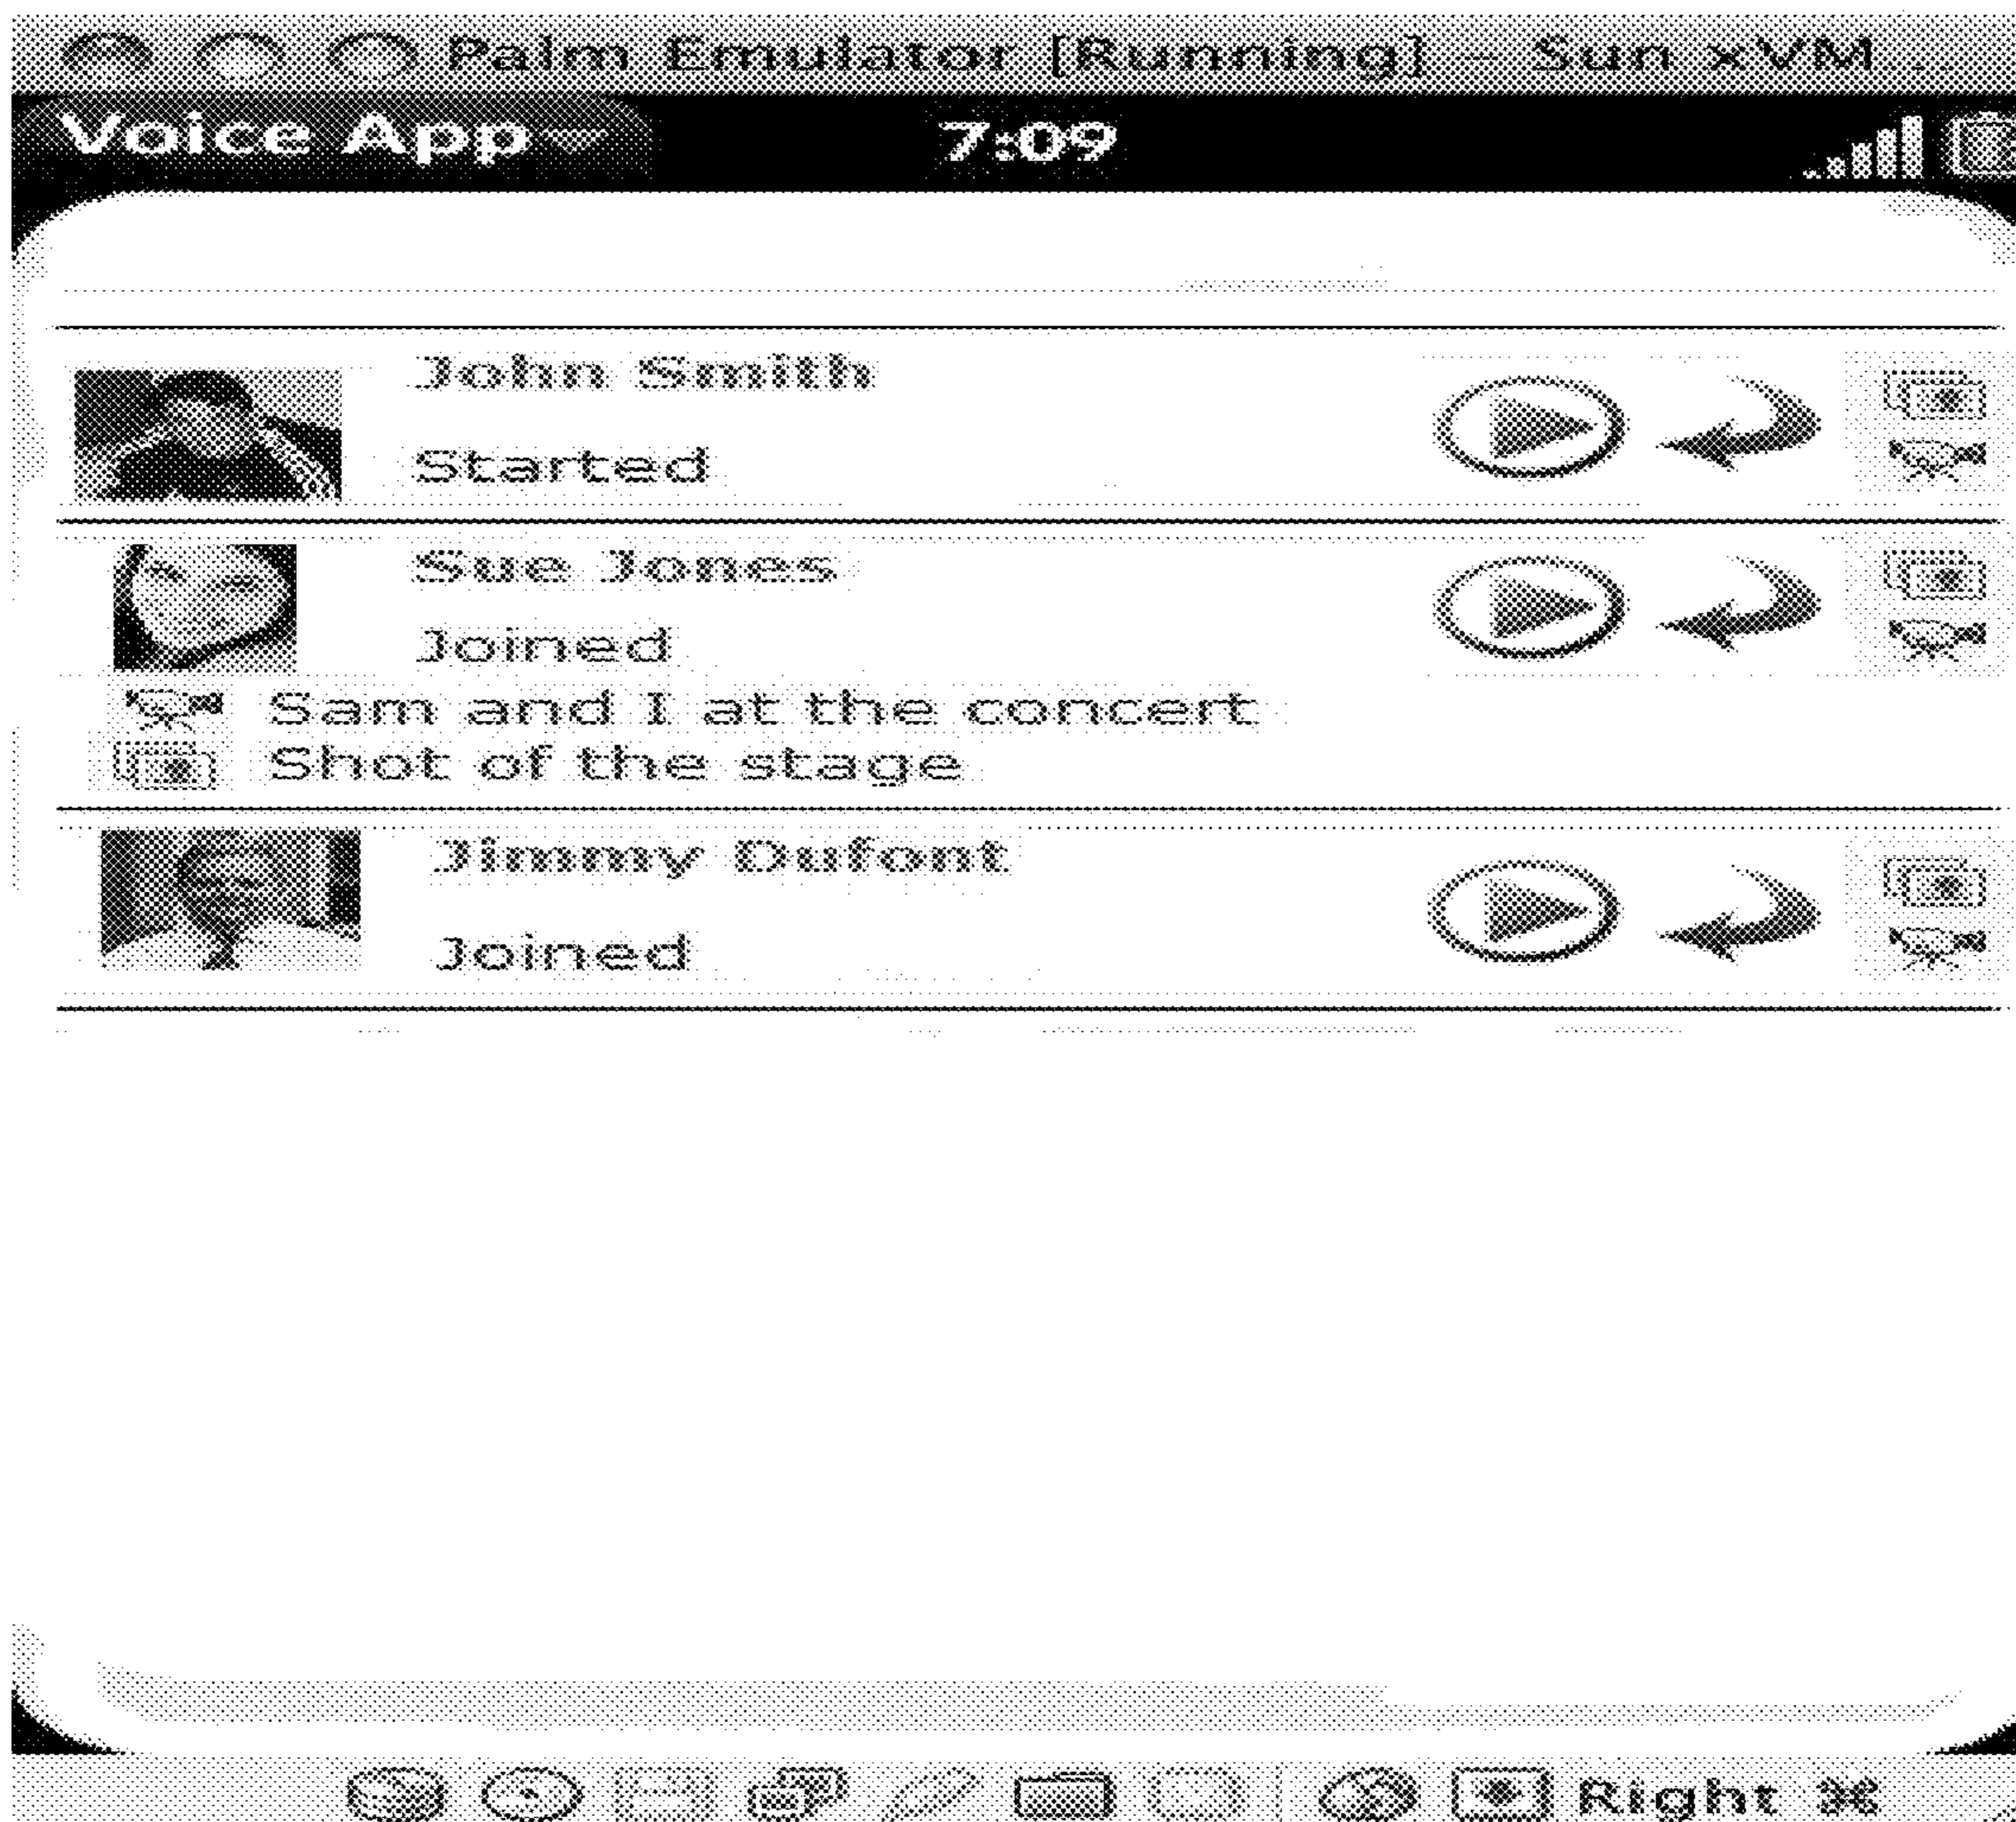 Palm Emulator [Running] – Sun xVM..
Voice App 7:09
John Smith
Started
Sue Jones
Joined
Sam and I at the concert
Shot of the stage
Jimmy Dufont
Joined
Right ⌘